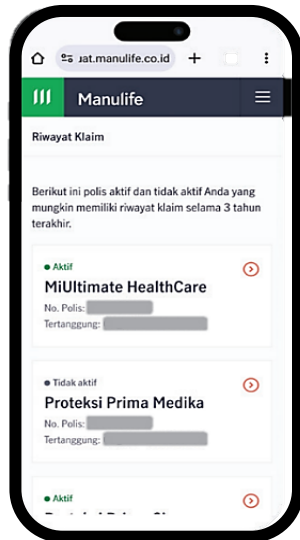 uat.manulife.co.id
Manulife
Riwayat Klaim
Berikut ini polis aktif dan tidak aktif Anda yang
mungkin memiliki riwayat klaim selama 3 tahun
terakhir.
Aktif
MiUltimate HealthCare
No. Polis:
Tertanggung:
Tidak aktif
Proteksi Prima Medika
No. Polis:
Tertanggung:
Aktif